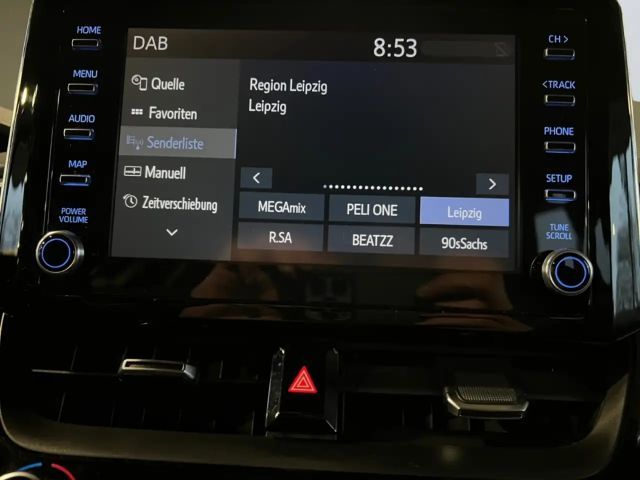 HOME
MENU
AUDIO
MAP
POWER
VOLUME
DAB
8:53
Quelle
Favoriten
Senderliste
Manuell
Zeitverschiebung
Region Leipzig
Leipzig
<
>
MEGAmix
PELI ONE
Leipzig
R.SA
BEATZZ
90sSachs
CH >
< TRACK
PHONE
SETUP
TUNE
SCROLL